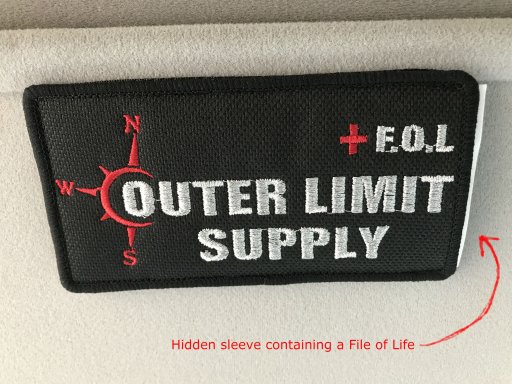 N
F.O.L
W
OUTER LIMIT
SUPPLY
S
Hidden sleeve containing a File of Life